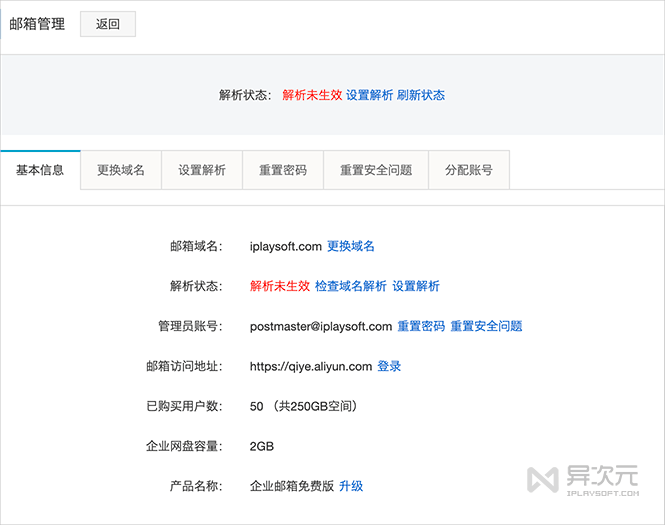 邮箱管理 返回
解析状态： 解析未生效 设置解析 刷新状态
基本信息 更换域名 设置解析 重置密码 重置安全问题 分配账号
邮箱域名： iplaysoft.com 更换域名
解析状态： 解析未生效 检查域名解析 设置解析
管理员账号： postmaster@iplaysoft.com 重置密码 重置安全问题
邮箱访问地址： https://qiye.aliyun.com 登录
已购买用户数： 50 （共250GB空间）
企业网盘容量： 2GB
产品名称： 企业邮箱免费版 升级
异次元
IPLAYSOFT.COM